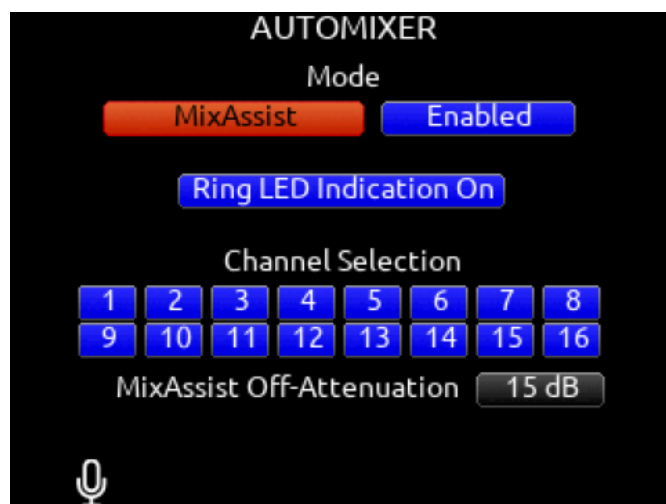 AUTOMIXER
Mode
MixAssist Enabled
Ring LED Indication On
Channel Selection
1 2 3 4 5 6 7 8
9 10 11 12 13 14 15 16
MixAssist Off-Attenuation 15 dB